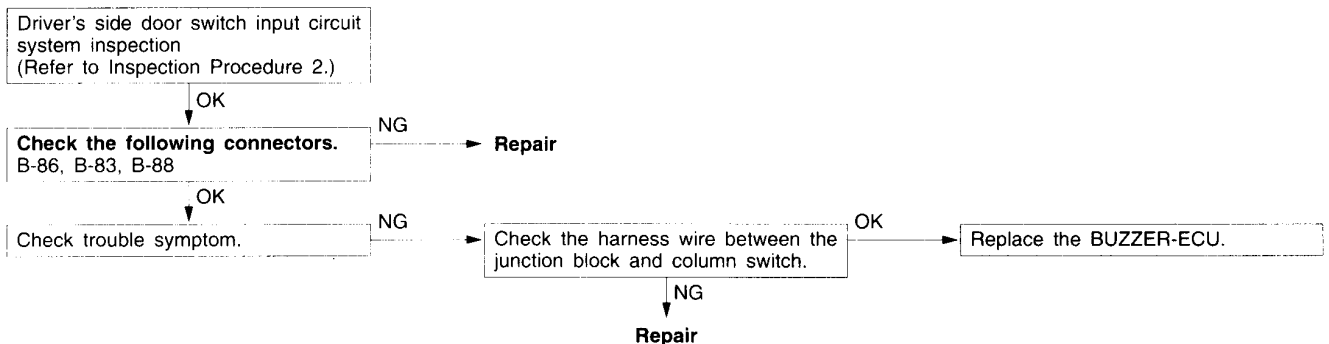 Driver's side door switch input circuit
system inspection
(Refer to Inspection Procedure 2.)
OK
Check the following connectors.
B-86, B-83, B-88
NG
Repair
OK
Check trouble symptom.
NG
Check the harness wire between the
junction block and column switch.
OK
Replace the BUZZER-ECU.
NG
Repair